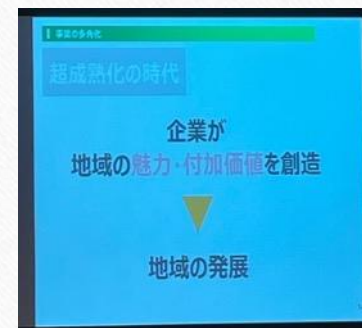 事業の多角化
超成熟化の時代
企業が
地域の魅力・付加価値を創造
地域の発展